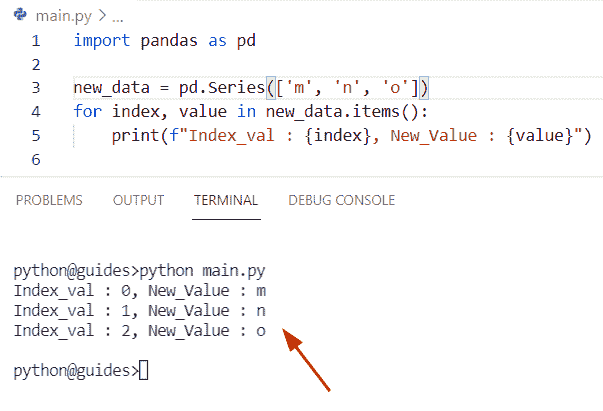 main.py > ...
1 import pandas as pd
2
3 new_data = pd.Series(['m', 'n', 'o'])
4 for index, value in new_data.items():
5     print(f"Index_val : {index}, New_Value : {value}")
6
PROBLEMS OUTPUT TERMINAL DEBUG CONSOLE
python@guides>python main.py
Index_val : 0, New_Value : m
Index_val : 1, New_Value : n
Index_val : 2, New_Value : o
python@guides>